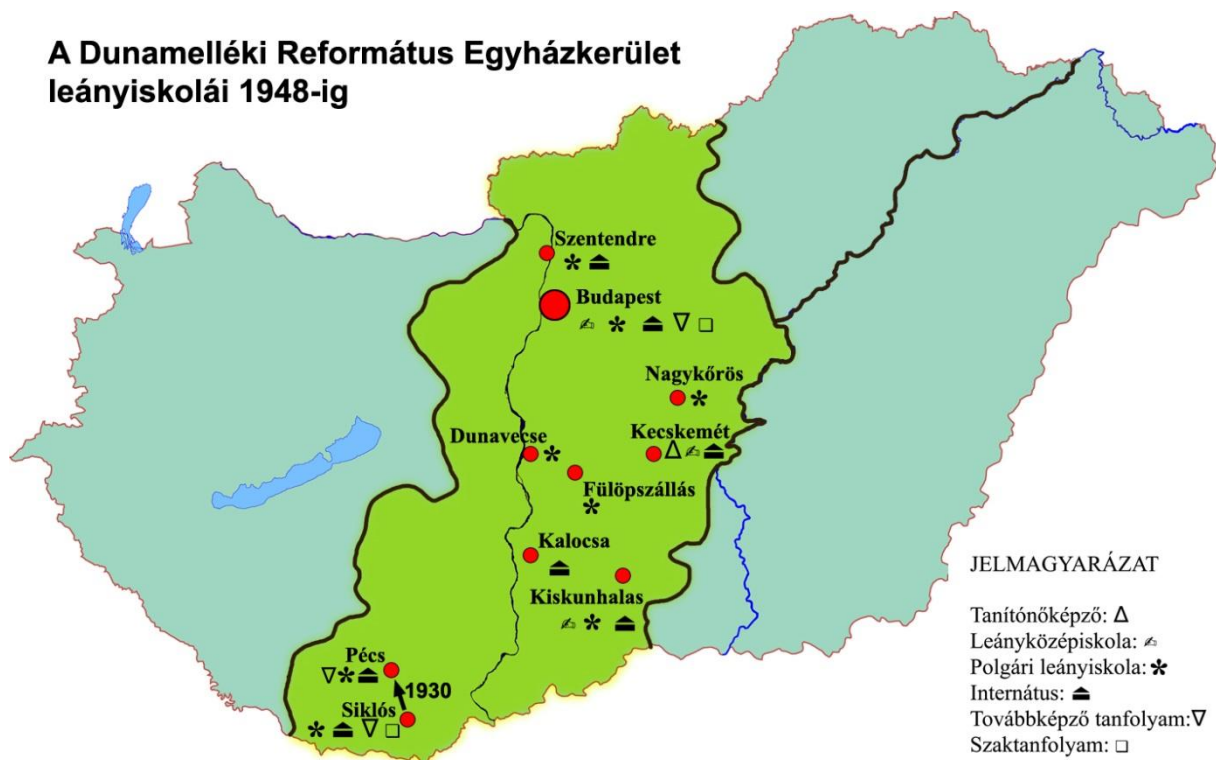 A Dunamelléki Református Egyházkerület
leányiskolái 1948-ig
Szentendre
* ⏏
Budapest
✍ * ⏏ ∇ ❑
Nagykőrös
*
Dunavecse *
Kecskemét
Δ ✍ ⏏
Fülöpszállás
*
Kalocsa
⏏
Kiskunhalas
✍ * ⏏
Pécs
∇ * ⏏
1930
Siklós
* ⏏ ∇ ❑
JELMAGYARÁZAT
Tanítónőképző: Δ
Leányközépiskola: ✍
Polgári leányiskola: *
Internátus: ⏏
Továbbképző tanfolyam: ∇
Szaktanfolyam: ❑